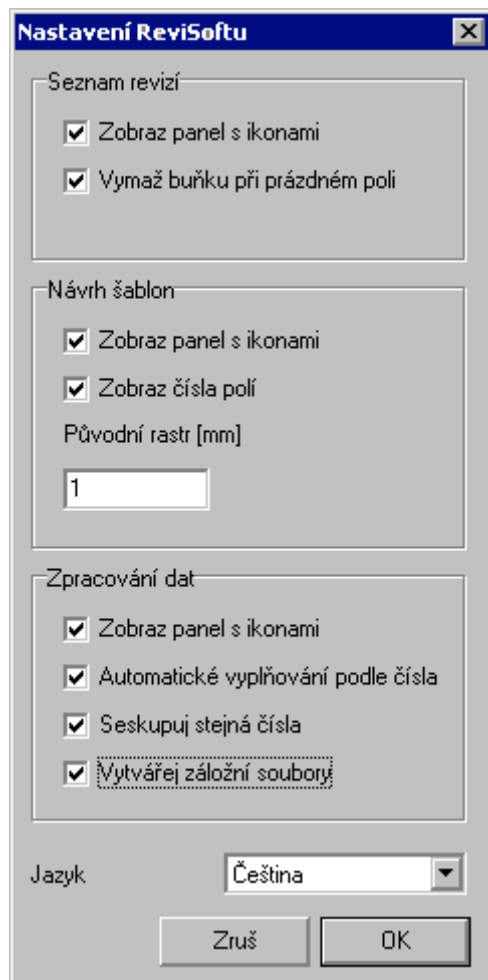 Nastavení ReviSoftu
Seznam revizí
Zobraz panel s ikonami
Vymaž buňku při prázdném poli
Návrh šablon
Zobraz panel s ikonami
Zobraz čísla polí
Původní rastr [mm]
1
Zpracování dat
Zobraz panel s ikonami
Automatické vyplňování podle čísla
Seskupuj stejná čísla
Vytvářej záložní soubory
Jazyk Čeština
Zruš OK